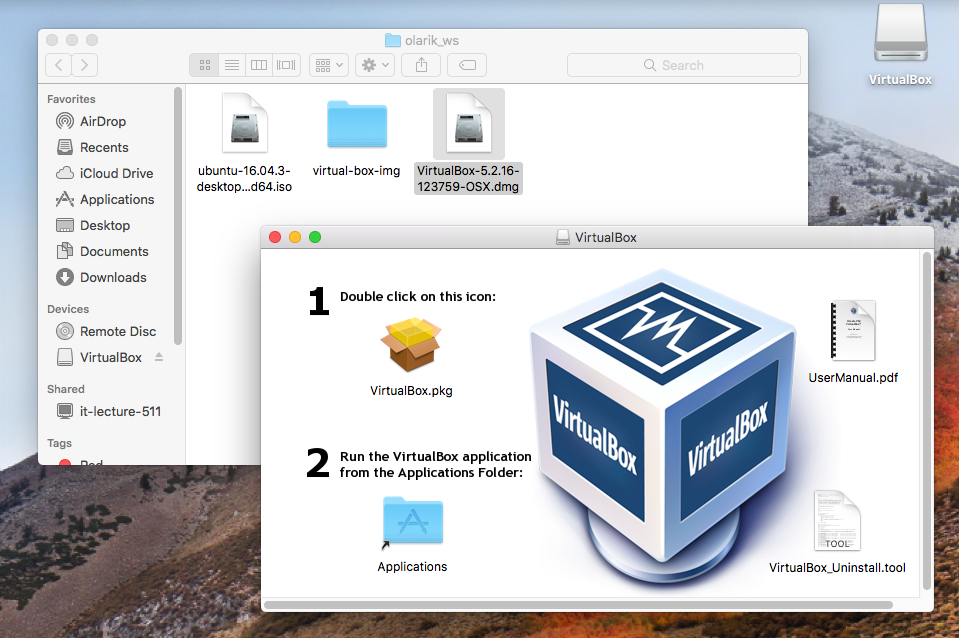 olarik_ws
Search
VirtualBox
Favorites
AirDrop
Recents
iCloud Drive
Applications
Desktop
Documents
Downloads
Devices
Remote Disc
VirtualBox
Shared
it-lecture-511
Tags
Red
ubuntu-16.04.3-
desktop...d64.iso
virtual-box-img
VirtualBox-5.2.16-
123759-OSX.dmg
VirtualBox
1 Double click on this icon:
VirtualBox.pkg
2 Run the VirtualBox application
from the Applications Folder:
Applications
VirtualBox
VirtualBox
UserManual.pdf
TOOL
VirtualBox_Uninstall.tool